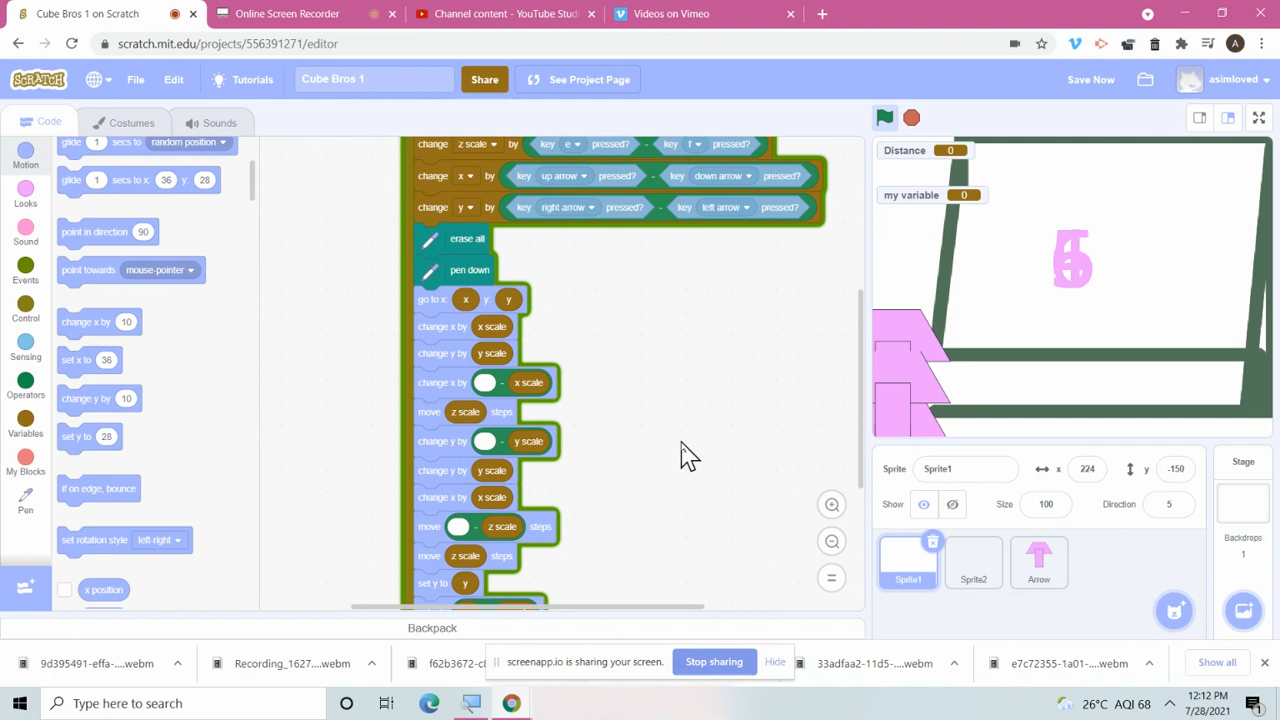 Cube Bros 1 on Scratch
Online Screen Recorder
Channel content - YouTube Stud
Videos on Vimeo
scratch.mit.edu/projects/556391271/editor
A
SCRATCH
File
Edit
Tutorials
Cube Bros 1
Share
See Project Page
Save Now
asimloved
Code
Costumes
Sounds
Motion
Looks
Sound
Events
Control
Sensing
Operators
Variables
My Blocks
Pen
glide 1 secs to random position
glide 1 secs to x: 36 y: 28
point in direction 90
point towards mouse-pointer
change x by 10
set x to 36
change y by 10
set y to 28
if on edge, bounce
set rotation style left-right
x position
change z scale by key e pressed? - key f pressed?
change x by key up arrow pressed? - key down arrow pressed?
change y by key right arrow pressed? - key left arrow pressed?
erase all
pen down
go to x: x y: y
change x by x scale
change y by y scale
change x by - x scale
move z scale steps
change y by - y scale
change y by y scale
change x by x scale
move - z scale steps
move z scale steps
set y to y
Distance 0
my variable 0
Sprite Sprite1 x 224 y -150
Show Size 100 Direction 5
Sprite1
Sprite2
Arrow
Stage
Backdrops
1
Backpack
9d395491-effa-....webm
Recording_1627....webm
f62b3672-c8
screenapp.io is sharing your screen.
Stop sharing
Hide
33adfaa2-11d5-....webm
e7c72355-1a01-....webm
Show all
Type here to search
26°C AQI 68
12:12 PM
7/28/2021
1